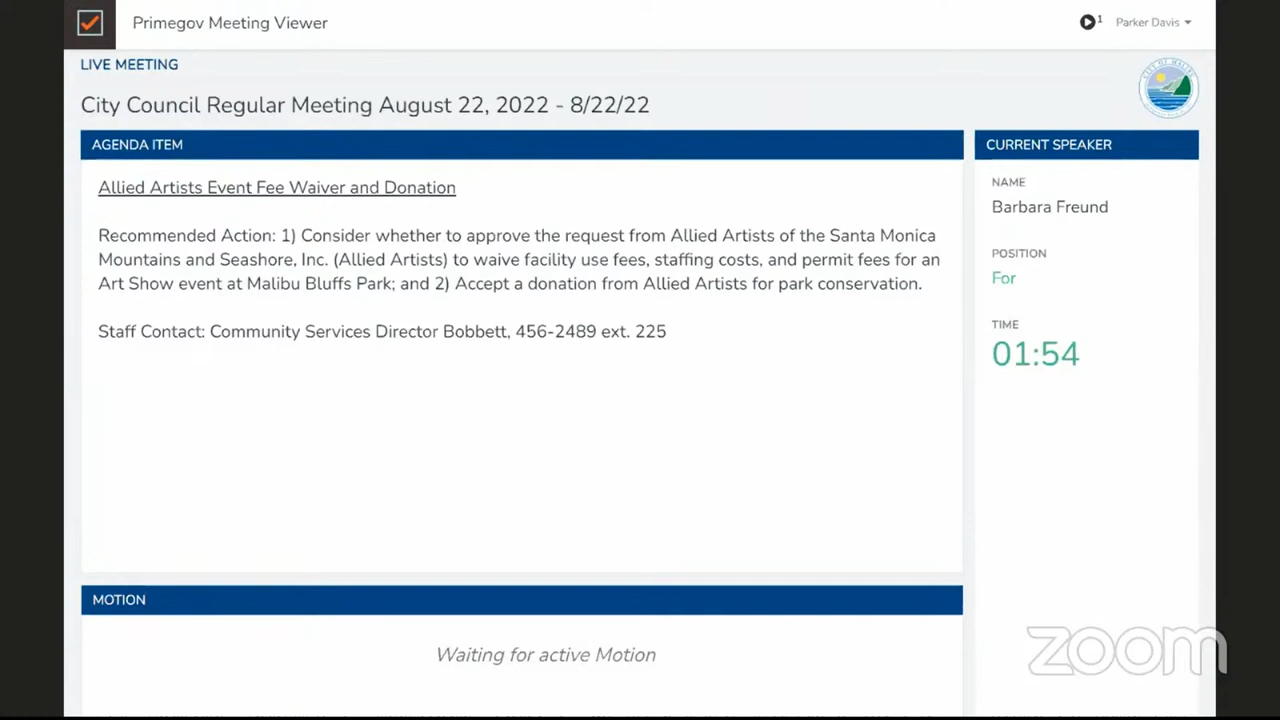 Primegov Meeting Viewer
1 Parker Davis
LIVE MEETING
City Council Regular Meeting August 22, 2022 - 8/22/22
AGENDA ITEM
Allied Artists Event Fee Waiver and Donation
Recommended Action: 1) Consider whether to approve the request from Allied Artists of the Santa Monica
Mountains and Seashore, Inc. (Allied Artists) to waive facility use fees, staffing costs, and permit fees for an
Art Show event at Malibu Bluffs Park; and 2) Accept a donation from Allied Artists for park conservation.
Staff Contact: Community Services Director Bobbett, 456-2489 ext. 225
CURRENT SPEAKER
NAME
Barbara Freund
POSITION
For
TIME
01:54
MOTION
Waiting for active Motion
zoom
CITY OF MALIBU